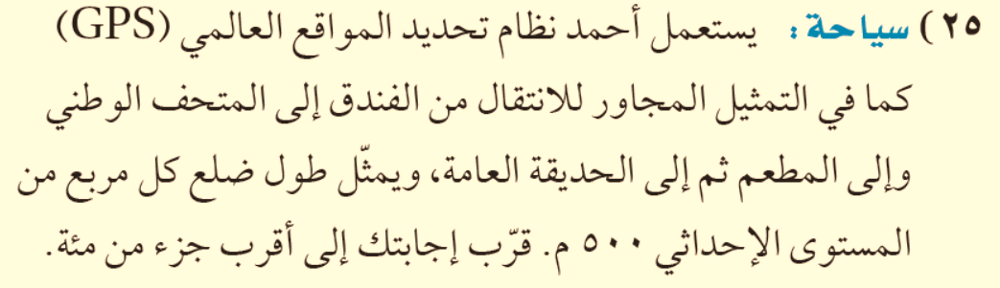 ٢٥) سياحة : يستعمل أحمد نظام تحديد المواقع العالمي (GPS)
كما في التمثيل المجاور للانتقال من الفندق إلى المتحف الوطني
وإلى المطعم ثم إلى الحديقة العامة، ويمثّل طول ضلع كل مربع من
المستوى الإحداثي ٥٠٠ م. قرّب إجابتك إلى أقرب جزء من مئة.